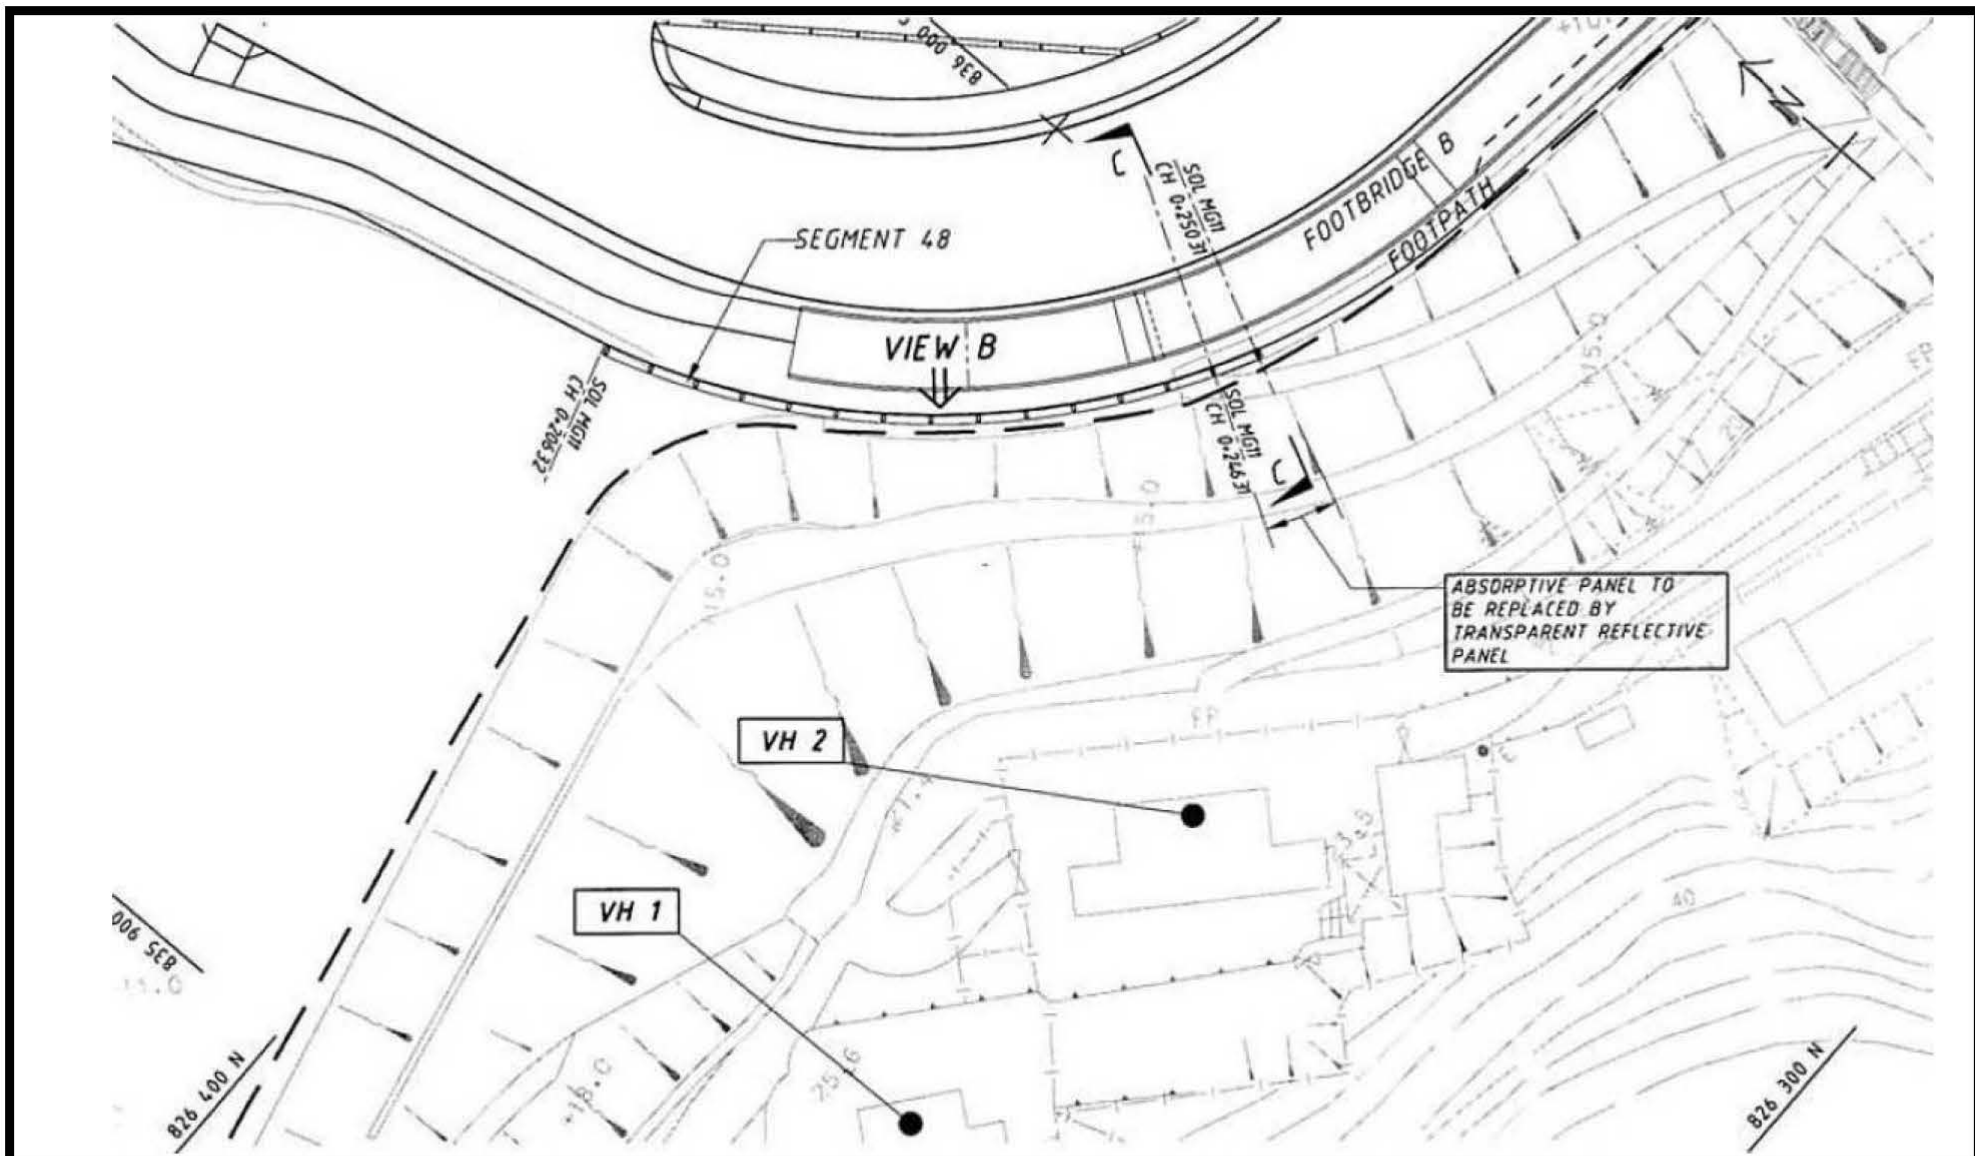 836 000
C
SOL MG11
CH 0+250.31
N
FOOTBRIDGE B
FOOTPATH
SEGMENT 48
VIEW B
SOL MG11
CH 0+206.32
SOL MG11
CH 0+246.31
C
+15.0
+15.0
+15.0
ABSORPTIVE PANEL TO
BE REPLACED BY
TRANSPARENT REFLECTIVE
PANEL
FP
VH 2
VH 1
40
835 900
826 400 N
826 300 N